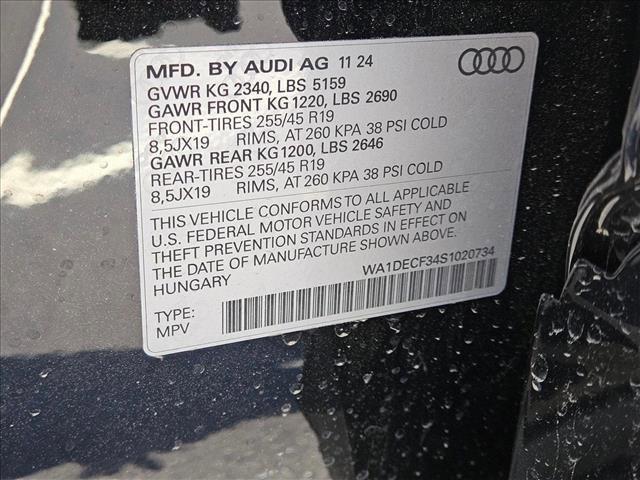 MFD. BY AUDI AG 11 24
GVWR KG 2340, LBS 5159
GAWR FRONT KG 1220, LBS 2690
FRONT-TIRES 255/45 R19
8,5JX19 RIMS, AT 260 KPA 38 PSI COLD
GAWR REAR KG 1200, LBS 2646
REAR-TIRES 255/45 R19
8,5JX19 RIMS, AT 260 KPA 38 PSI COLD
THIS VEHICLE CONFORMS TO ALL APPLICABLE
U.S. FEDERAL MOTOR VEHICLE SAFETY AND
THEFT PREVENTION STANDARDS IN EFFECT ON
THE DATE OF MANUFACTURE SHOWN ABOVE.
HUNGARY
WA1DECF34S1020734
TYPE:
MPV